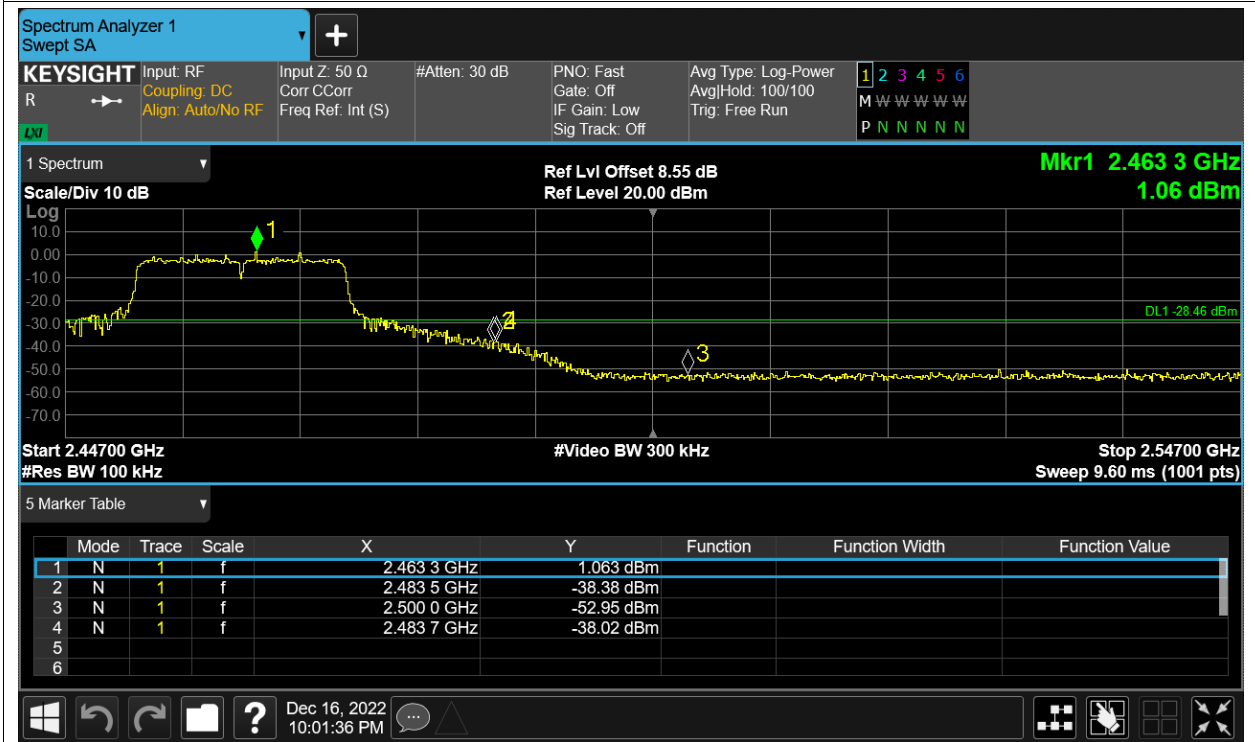 Spectrum Analyzer 1
Swept SA
+
KEYSIGHT
R
LXI
Input: RF
Coupling: DC
Align: Auto/No RF
Input Z: 50 Ω
Corr CCorr
Freq Ref: Int (S)
#Atten: 30 dB
PNO: Fast
Gate: Off
IF Gain: Low
Sig Track: Off
Avg Type: Log-Power
Avg|Hold: 100/100
Trig: Free Run
1 2 3 4 5 6
M W W W W W
P N N N N N
1 Spectrum
Scale/Div 10 dB
Ref Lvl Offset 8.55 dB
Ref Level 20.00 dBm
Mkr1 2.463 3 GHz
1.06 dBm
Log
10.0
0.00
-10.0
-20.0
-30.0
-40.0
-50.0
-60.0
-70.0
1
2
4
3
DL1 -28.46 dBm
Start 2.44700 GHz
#Video BW 300 kHz
Stop 2.54700 GHz
#Res BW 100 kHz
Sweep 9.60 ms (1001 pts)
5 Marker Table
Mode Trace Scale X Y Function Function Width Function Value
1 N 1 f 2.463 3 GHz 1.063 dBm
2 N 1 f 2.483 5 GHz -38.38 dBm
3 N 1 f 2.500 0 GHz -52.95 dBm
4 N 1 f 2.483 7 GHz -38.02 dBm
5
6
?
Dec 16, 2022
10:01:36 PM